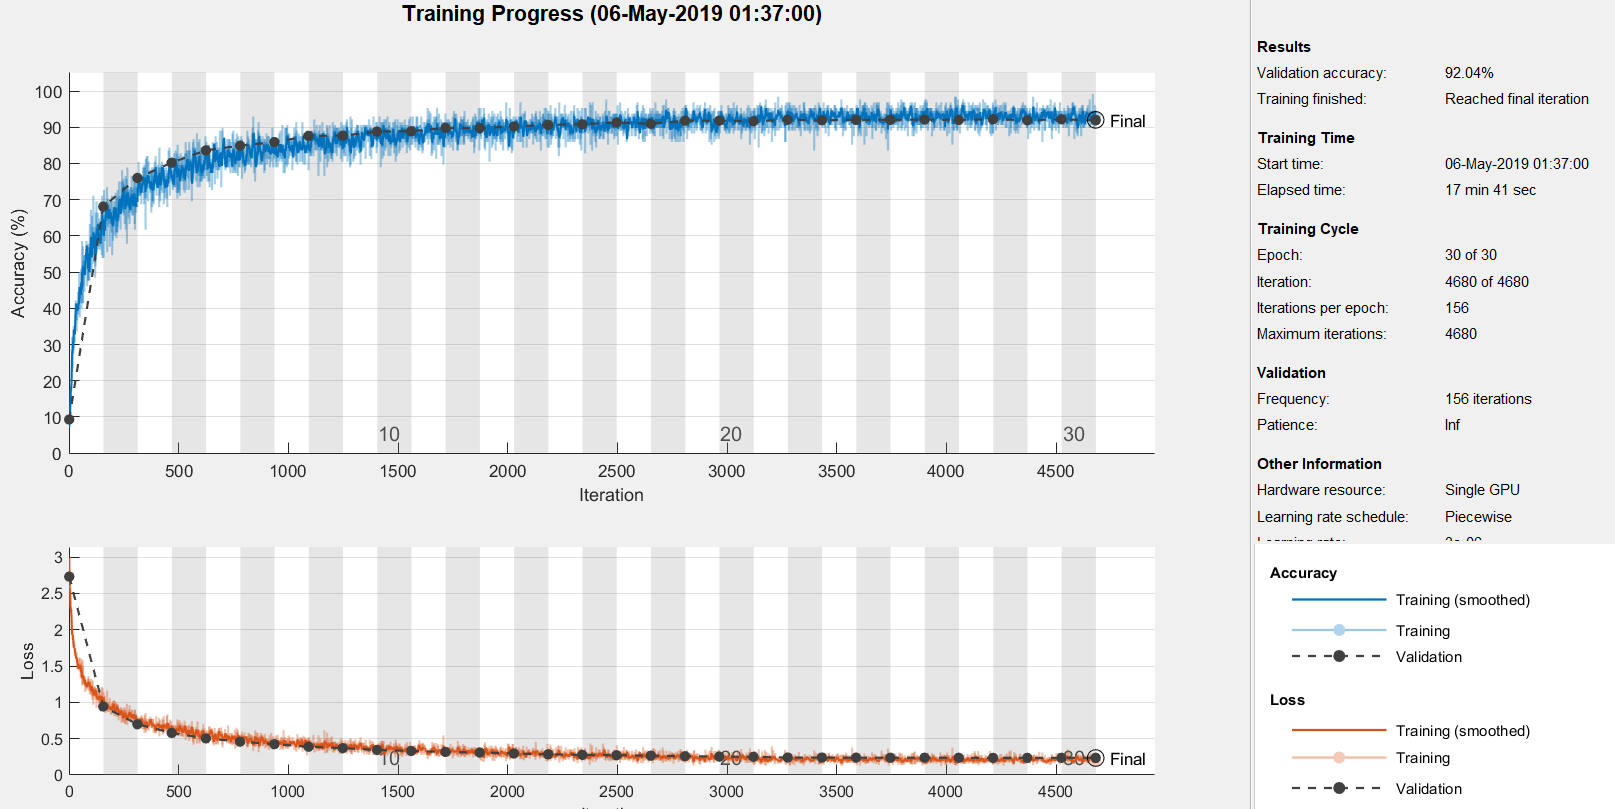 Training Progress (06-May-2019 01:37:00)
100
90
80
70
60
50
40
30
20
10
0
Accuracy (%)
10
20
30
Final
0 500 1000 1500 2000 2500 3000 3500 4000 4500
Iteration
3
2.5
2
1.5
1
0.5
0
Loss
10
20
30
Final
0 500 1000 1500 2000 2500 3000 3500 4000 4500
Results
Validation accuracy: 92.04%
Training finished: Reached final iteration
Training Time
Start time: 06-May-2019 01:37:00
Elapsed time: 17 min 41 sec
Training Cycle
Epoch: 30 of 30
Iteration: 4680 of 4680
Iterations per epoch: 156
Maximum iterations: 4680
Validation
Frequency: 156 iterations
Patience: Inf
Other Information
Hardware resource: Single GPU
Learning rate schedule: Piecewise
Learning rate:
Accuracy
Training (smoothed)
Training
Validation
Loss
Training (smoothed)
Training
Validation